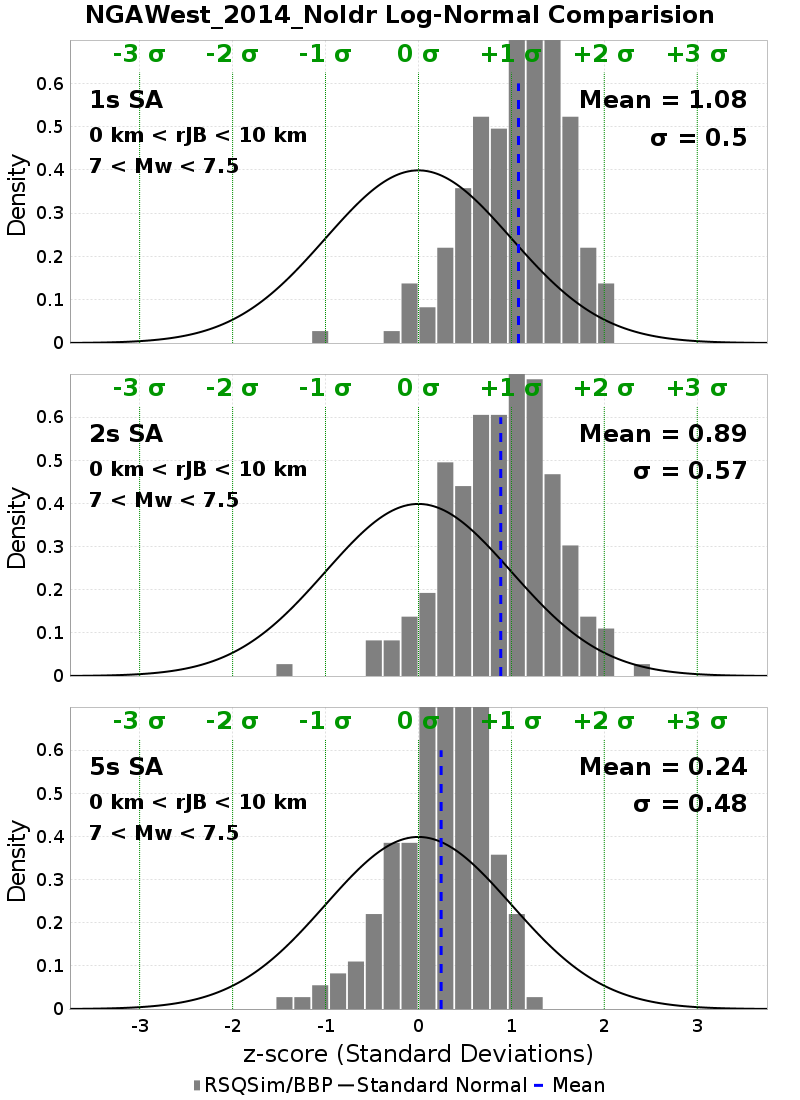 NGAWest_2014_NoIdr Log-Normal Comparision
-3 σ -2 σ -1 σ 0 σ +1 σ +2 σ +3 σ
1s SA
Mean = 1.08
0 km < rJB < 10 km
σ = 0.5
7 < Mw < 7.5
0.6
0.5
0.4
0.3
0.2
0.1
0
Density
-3 σ -2 σ -1 σ 0 σ +1 σ +2 σ +3 σ
2s SA
Mean = 0.89
0 km < rJB < 10 km
σ = 0.57
7 < Mw < 7.5
0.6
0.5
0.4
0.3
0.2
0.1
0
Density
-3 σ -2 σ -1 σ 0 σ +1 σ +2 σ +3 σ
5s SA
Mean = 0.24
0 km < rJB < 10 km
σ = 0.48
7 < Mw < 7.5
0.6
0.5
0.4
0.3
0.2
0.1
0
Density
-3 -2 -1 0 1 2 3
z-score (Standard Deviations)
RSQSim/BBP Standard Normal Mean